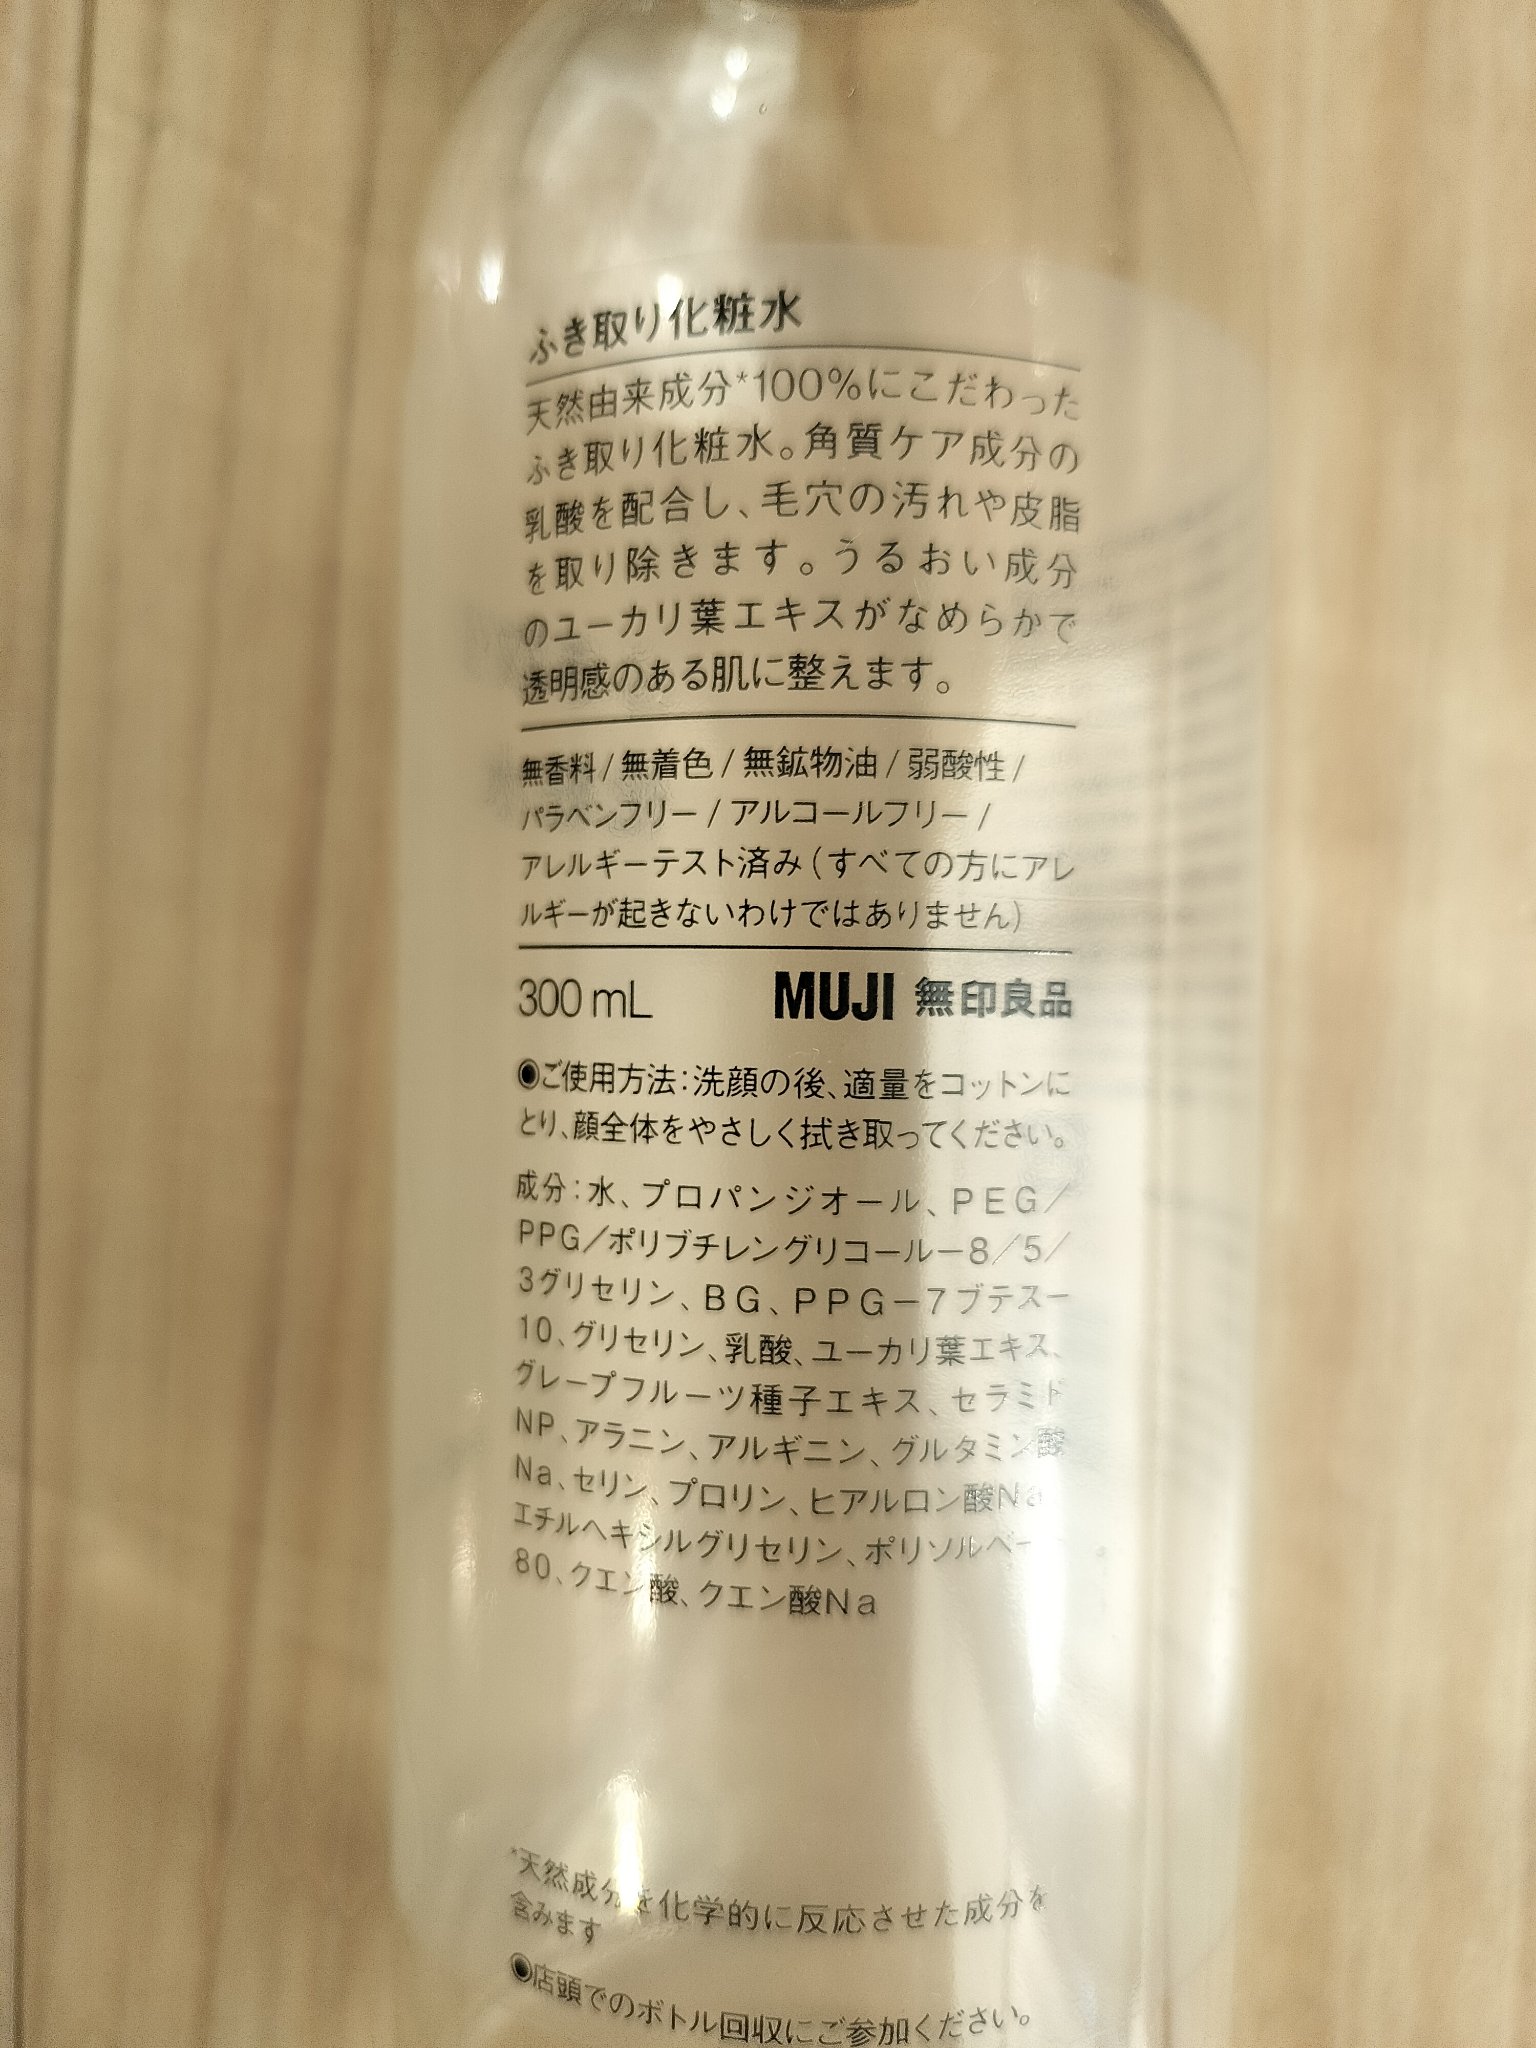 ふき取り化粧水
天然由来成分*100%にこだわった
ふき取り化粧水。角質ケア成分の
乳酸を配合し、毛穴の汚れや皮脂
を取り除きます。うるおい成分
のユーカリ葉エキスがなめらかで
透明感のある肌に整えます。
無香料/無着色/無鉱物油/弱酸性/
パラベンフリー/アルコールフリー/
アレルギーテスト済み(すべての方にアレ
ルギーが起きないわけではありません)
300mL MUJI 無印良品
◉ご使用方法:洗顔の後、適量をコットンに
とり、顔全体をやさしく拭き取ってください。
成分:水、プロパンジオール、PEG/
PPG/ポリブチレングリコール-8/5/
3グリセリン、BG、PPG-7ブテス-
10、グリセリン、乳酸、ユーカリ葉エキス、
グレープフルーツ種子エキス、セラミド
NP、アラニン、アルギニン、グルタミン酸
Na、セリン、プロリン、ヒアルロン酸Na
エチルヘキシルグリセリン、ポリソルベー
80、クエン酸、クエン酸Na
*天然成分を化学的に反応させた成分を
含みます
◉店頭でのボトル回収にご参加ください。